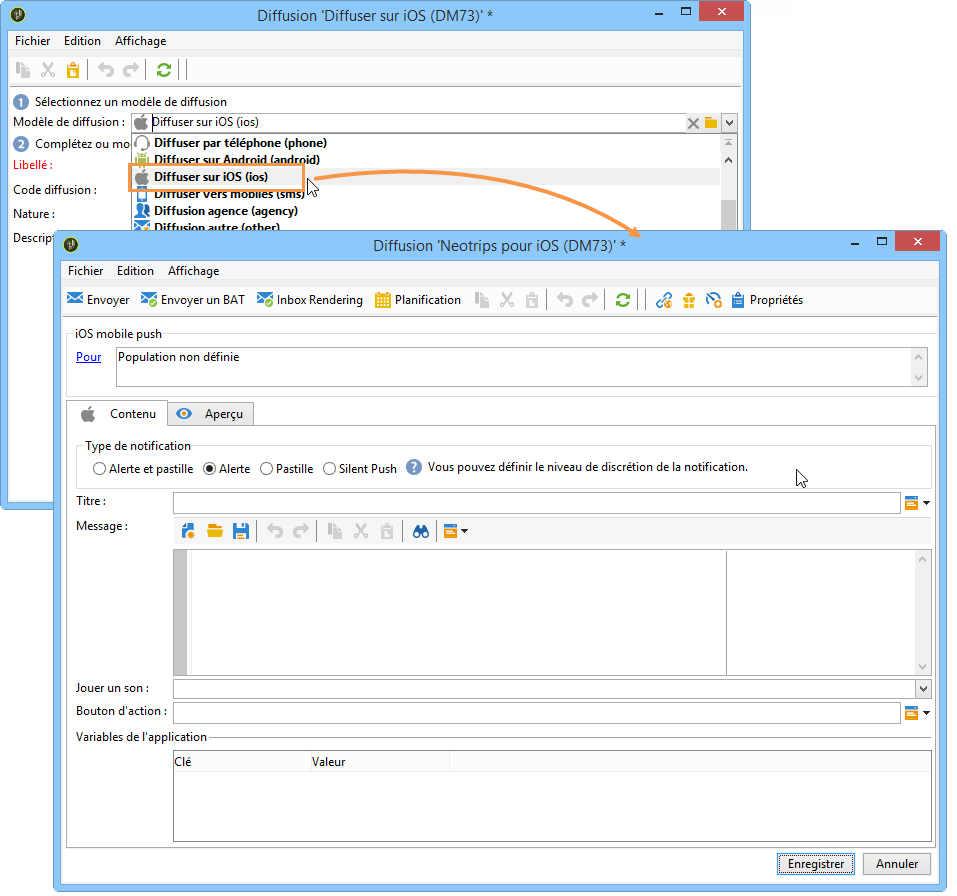 Diffusion 'Diffuser sur iOS (DM73)' *
Fichier Edition Affichage
1 Sélectionnez un modèle de diffusion
Modèle de diffusion : Diffuser sur iOS (ios)
2 Complétez ou mo
Diffuser par téléphone (phone)
Libellé :
Diffuser sur Android (android)
Diffuser sur iOS (ios)
Code diffusion :
Diffuser vers mobiles (sms)
Nature :
Diffusion agence (agency)
Diffusion autre (other)
Descript
Diffusion 'Neotrips pour iOS (DM73)' *
Fichier Edition Affichage
Envoyer Envoyer un BAT Inbox Rendering Planification Propriétés
iOS mobile push
Pour Population non définie
Contenu Aperçu
Type de notification
Alerte et pastille Alerte Pastille Silent Push ? Vous pouvez définir le niveau de discrétion de la notification.
Titre :
Message :
Jouer un son :
Bouton d'action :
Variables de l'application
Clé Valeur
Enregistrer Annuler